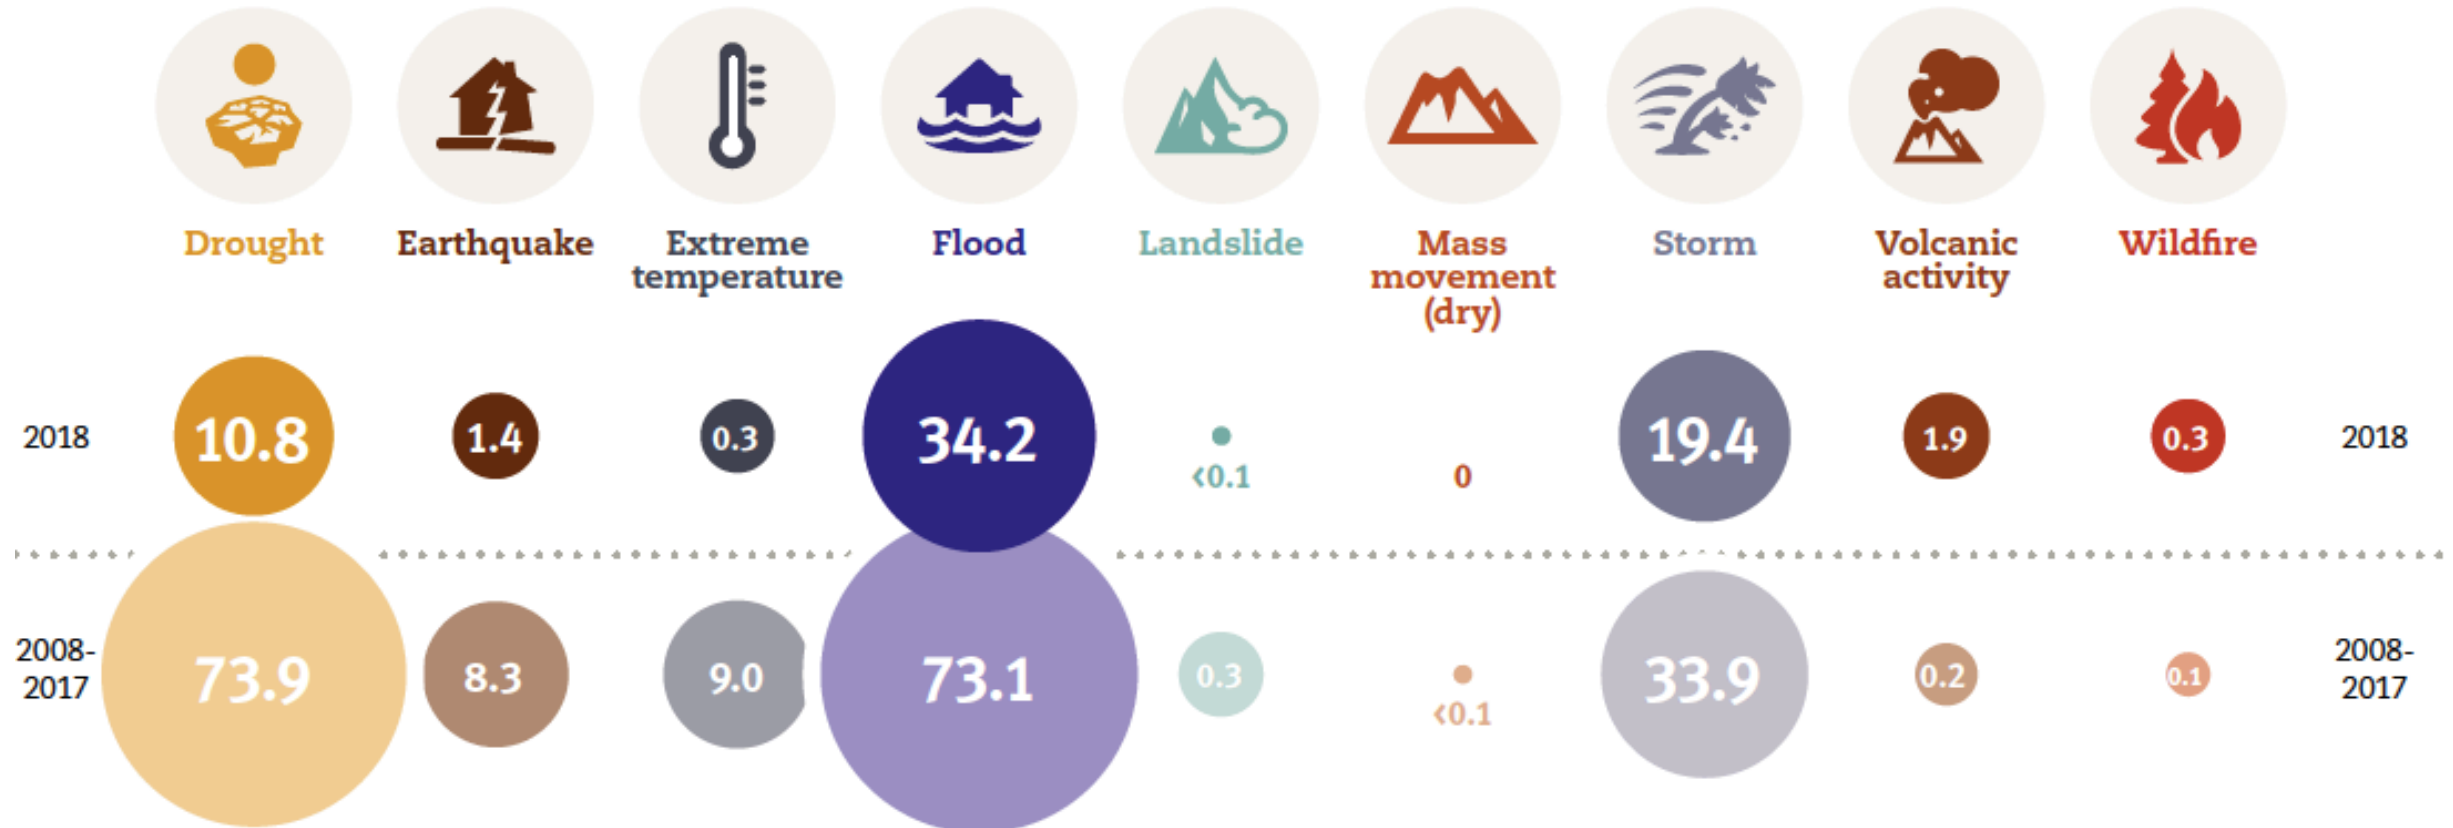 Drought
Earthquake
Extreme
temperature
Flood
Landslide
Mass
movement
(dry)
Storm
Volcanic
activity
Wildfire
2018
10.8
1.4
0.3
34.2
<0.1
0
19.4
1.9
0.3
2018
2008-
2017
73.9
8.3
9.0
73.1
0.3
<0.1
33.9
0.2
0.1
2008-
2017